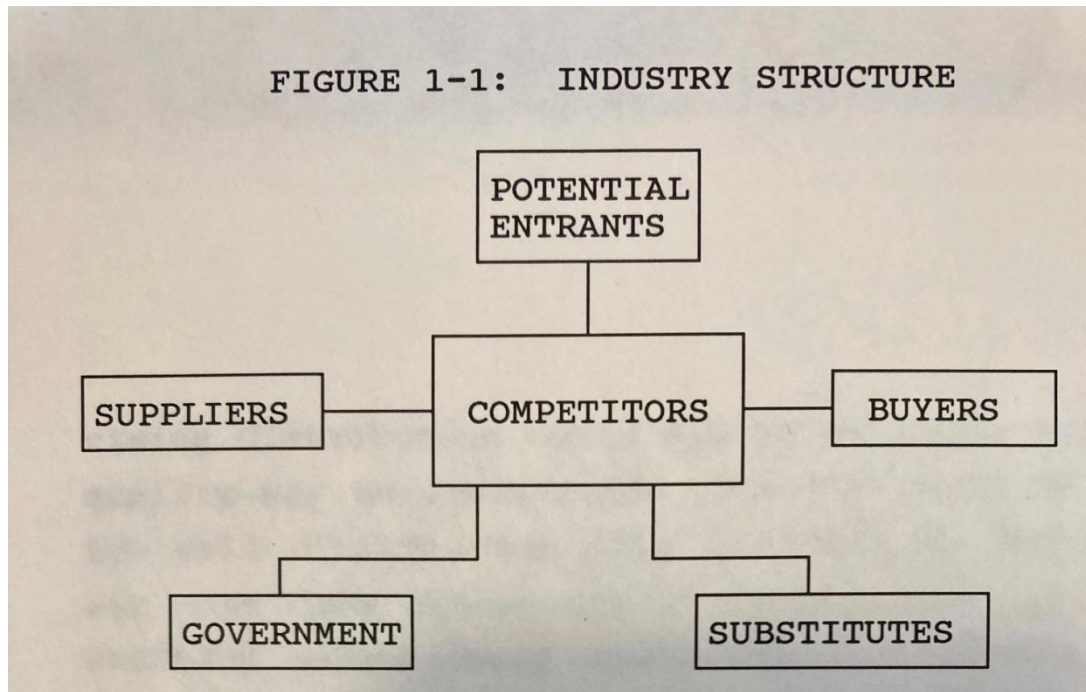 FIGURE 1-1: INDUSTRY STRUCTURE
POTENTIAL
ENTRANTS
SUPPLIERS
COMPETITORS
BUYERS
GOVERNMENT
SUBSTITUTES